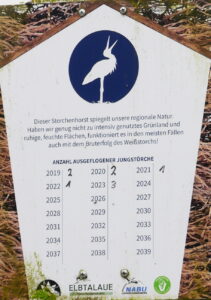 Dieser Storchenhorst spiegelt unsere regionale Natur.
Haben wir genug nicht zu intensiv genutztes Grünland und
ruhige, feuchte Flächen, funktioniert es in den meisten Fällen
auch mit dem Bruterfolg des Weißstorchs!
ANZAHL AUSGEFLOGENER JUNGSTÖRCHE
2019 2 2020 2 2021 1
2022 1 2023 3 2024
2025 2026 2027
2028 2029 2030
2031 2032 2033
2034 2035 2036
2037 2038 2039
ELBTALAUE NABU